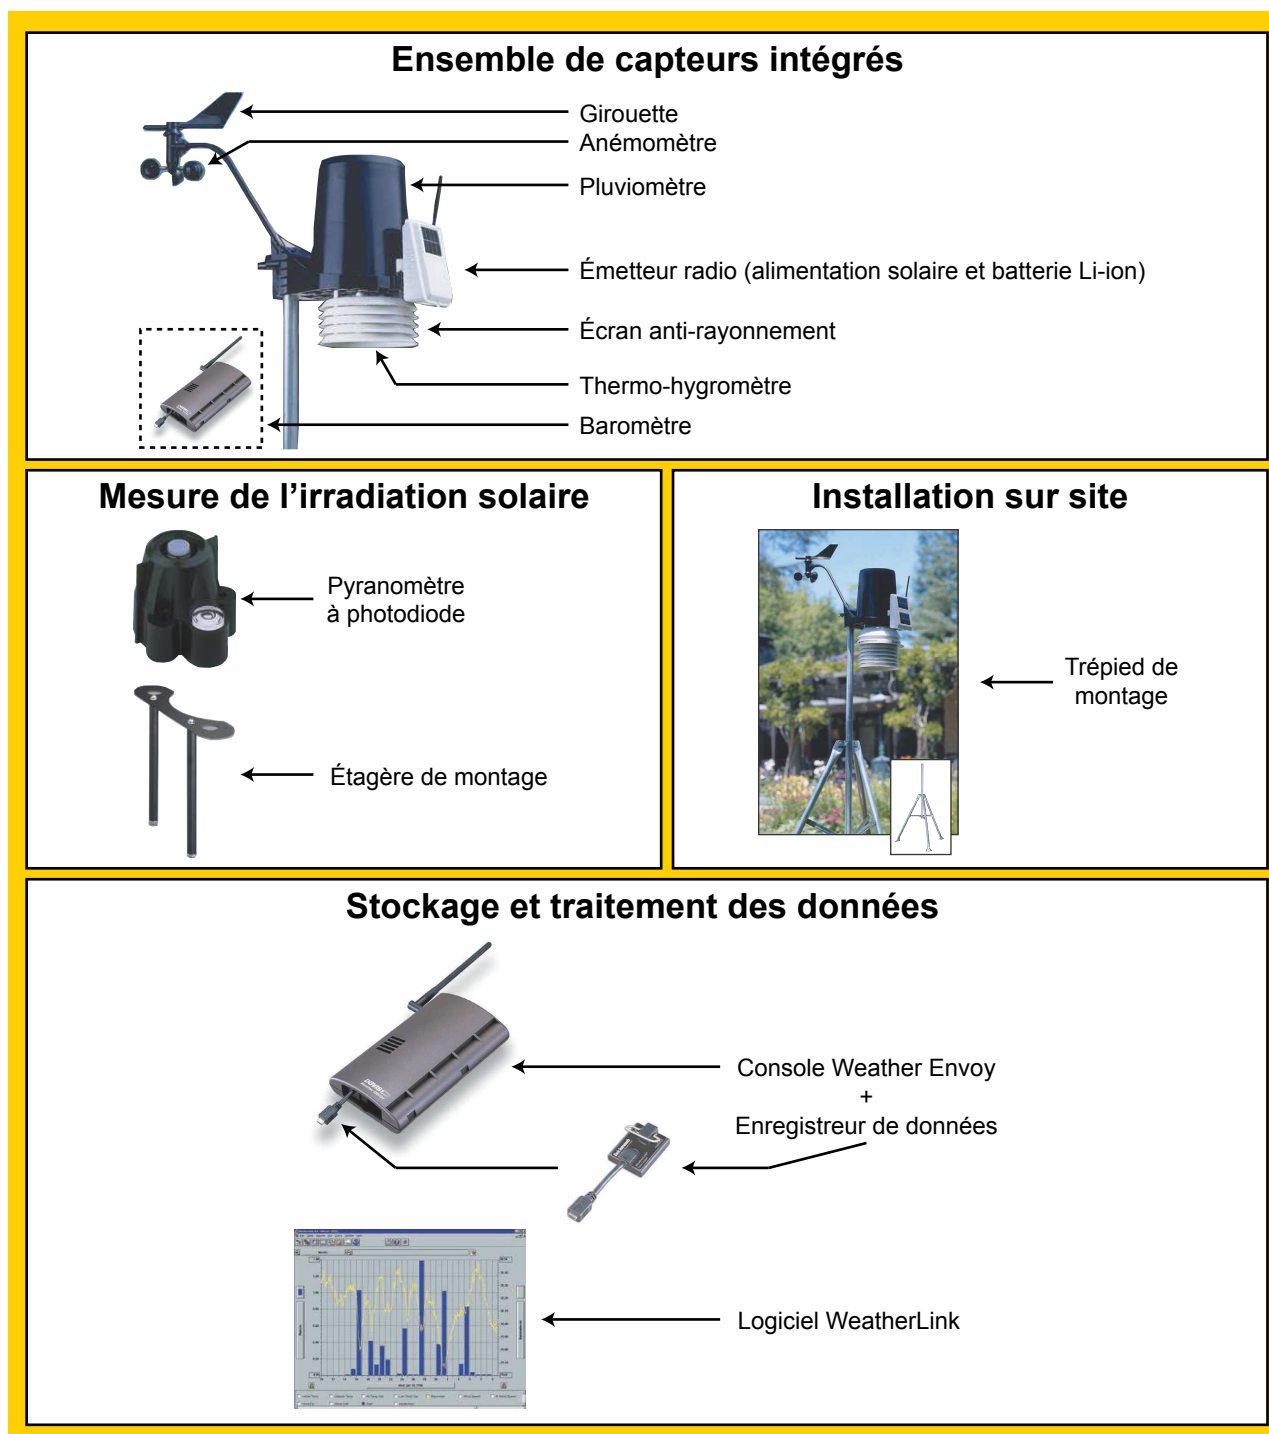 Ensemble de capteurs intégrés
Girouette
Anémomètre
Pluviomètre
Émetteur radio (alimentation solaire et batterie Li-ion)
Écran anti-rayonnement
Thermo-hygromètre
Baromètre
Mesure de l’irradiation solaire
Pyranomètre
à photodiode
Étagère de montage
Installation sur site
Trépied de
montage
Stockage et traitement des données
Console Weather Envoy
+
Enregistreur de données
Logiciel WeatherLink